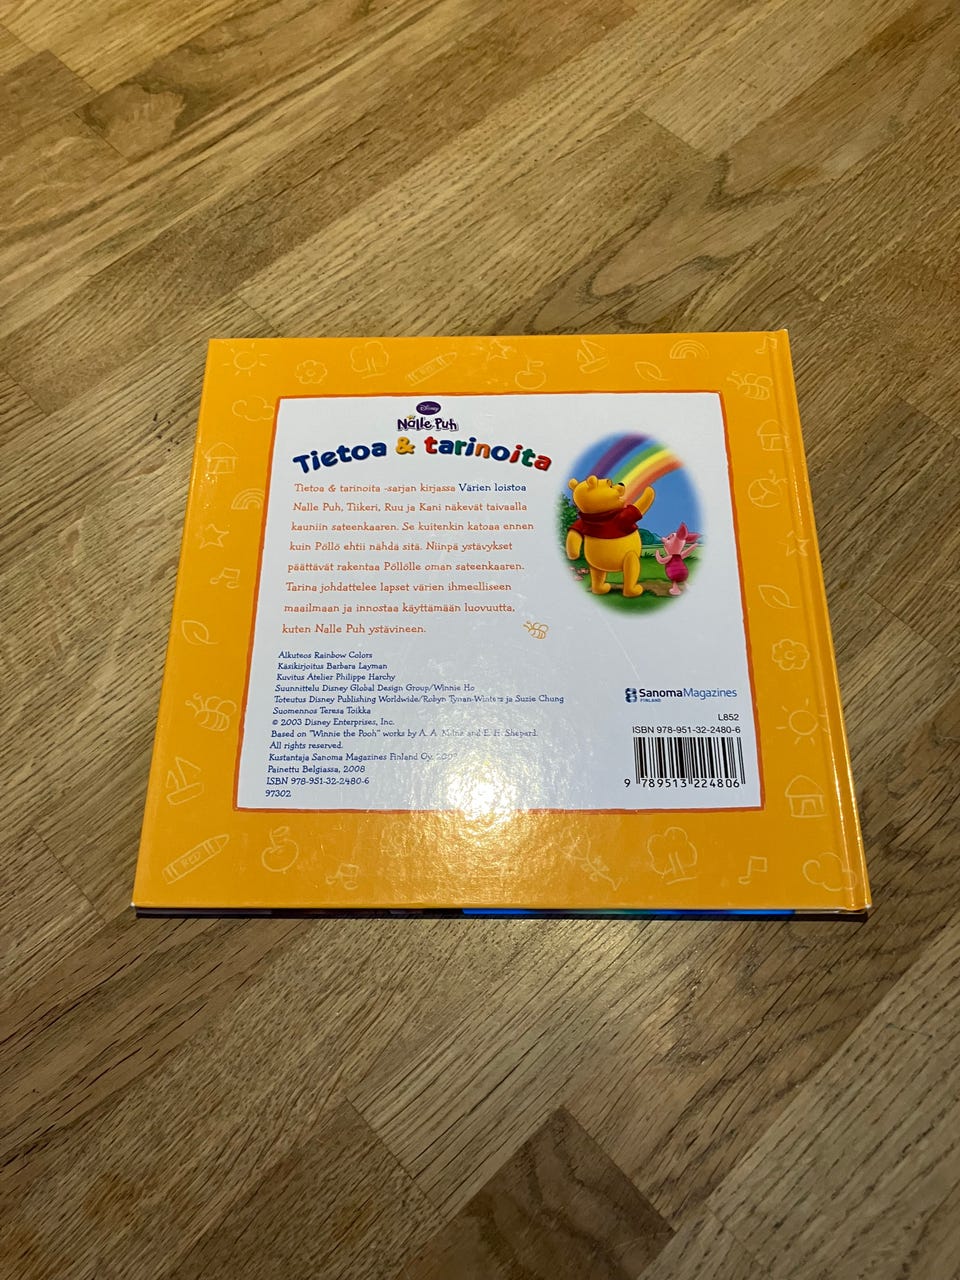 Disney
Nalle Puh
Tietoa & tarinoita
Tietoa & tarinoita -sarjan kirjassa Värien loistoa
Nalle Puh, Tiikeri, Ruu ja Kani näkevät taivaalla
kauniin sateenkaaren. Se kuitenkin katoaa ennen
kuin Pöllö ehtii nähdä sitä. Niinpä ystävykset
päättävät rakentaa Pöllölle oman sateenkaaren.
Tarina johdattelee lapset värien ihmeelliseen
maailmaan ja innostaa käyttämään luovuutta,
kuten Nalle Puh ystävineen.
Alkuteos Rainbow Colors
Käsikirjoitus Barbara Layman
Kuvitus Atelier Philippe Harchy
Suunnittelu Disney Global Design Group/Winnie Ho
Toteutus Disney Publishing Worldwide/Robyn Tynan-Winters ja Suzie Chung
Suomennos Teresa Toikka
© 2003 Disney Enterprises, Inc.
Based on "Winnie the Pooh" works by A. A. Milne and E. H. Shepard.
All rights reserved.
Kustantaja Sanoma Magazines Finland Oy,
Painettu Belgiassa, 2008
ISBN 978-951-32-2480-6
97302
SanomaMagazines
FINLAND
L852
ISBN 978-951-32-2480-6
9 789513 224806
RED